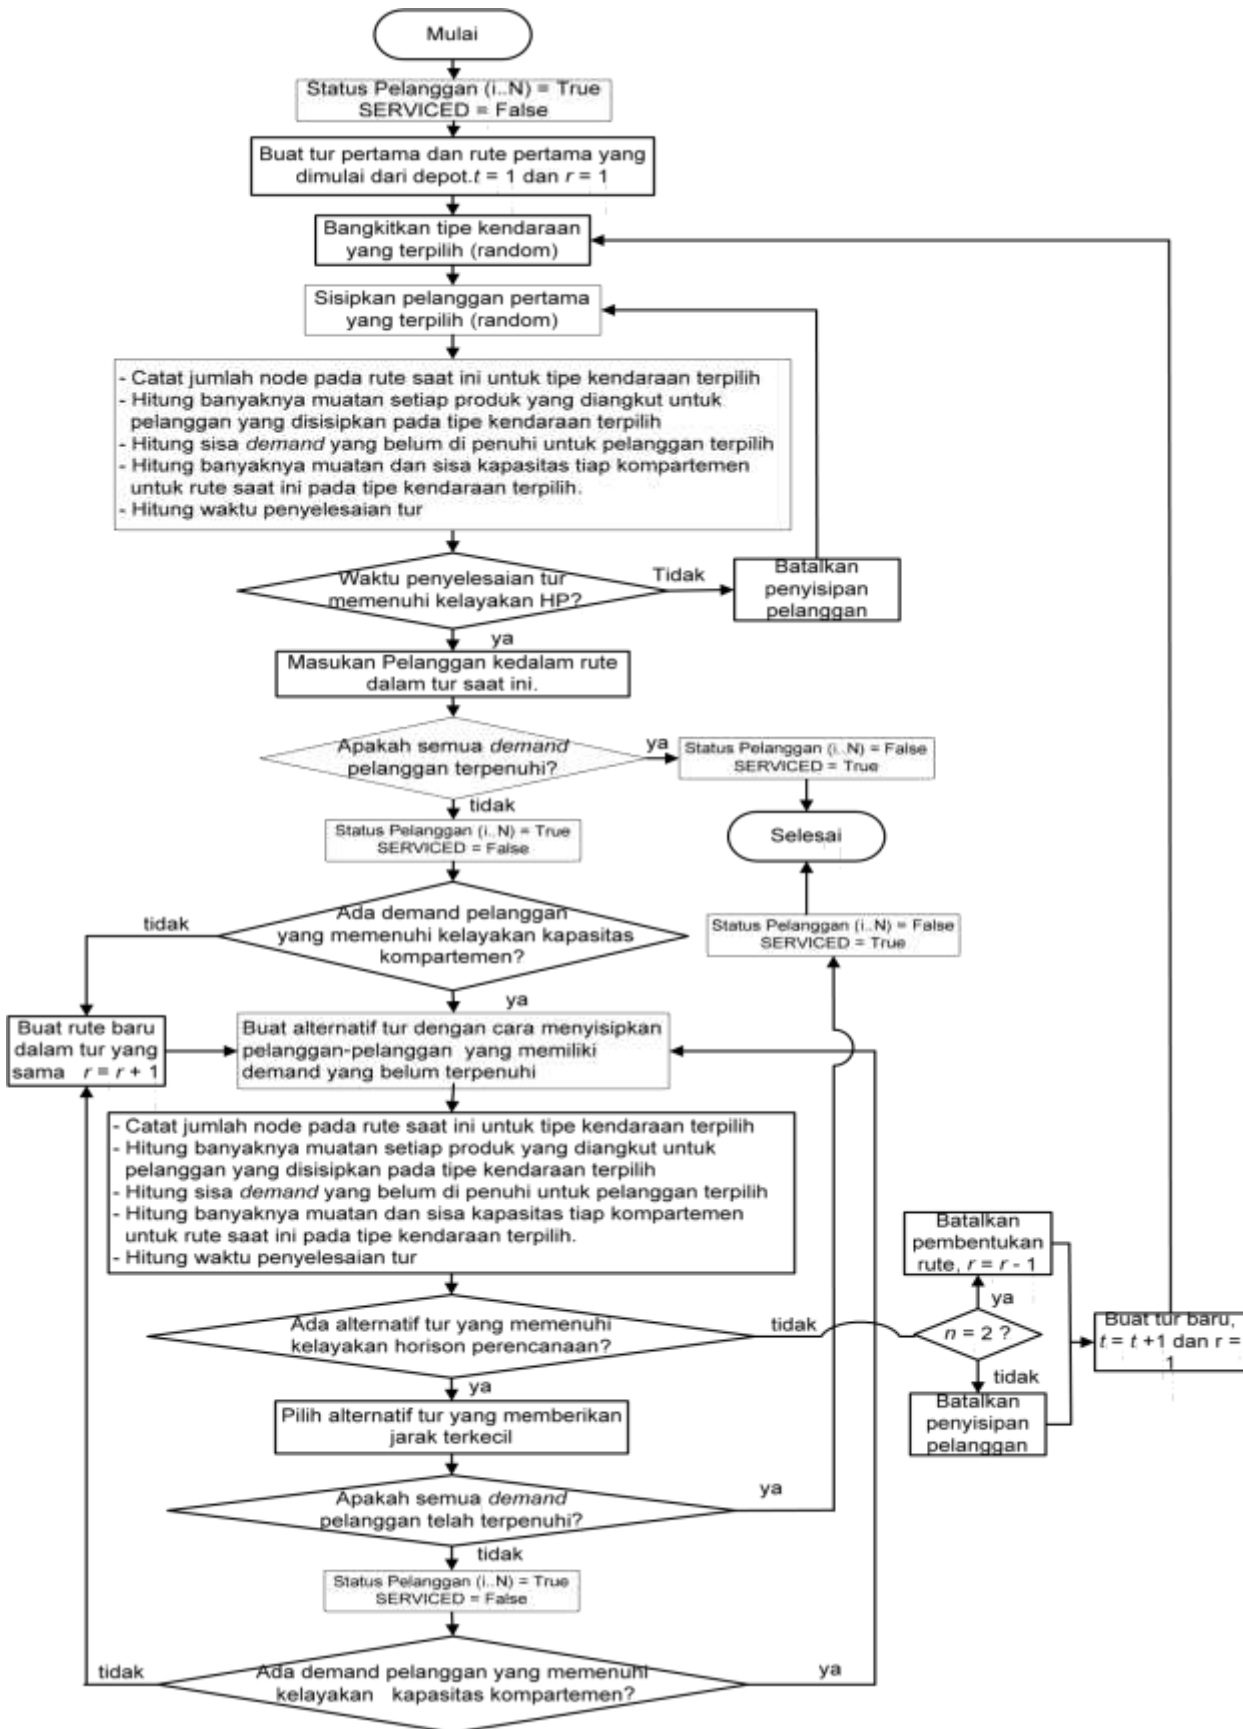 Mulai
Status Pelanggan (i..N) = True
SERVICED = False
Buat tur pertama dan rute pertama yang
dimulai dari depot.t = 1 dan r = 1
Bangkitkan tipe kendaraan
yang terpilih (random)
Sisipkan pelanggan pertama
yang terpilih (random)
- Catat jumlah node pada rute saat ini untuk tipe kendaraan terpilih
- Hitung banyaknya muatan setiap produk yang diangkut untuk
pelanggan yang disisipkan pada tipe kendaraan terpilih
- Hitung sisa demand yang belum di penuhi untuk pelanggan terpilih
- Hitung banyaknya muatan dan sisa kapasitas tiap kompartemen
untuk rute saat ini pada tipe kendaraan terpilih.
- Hitung waktu penyelesaian tur
Waktu penyelesaian tur
memenuhi kelayakan HP?
Tidak
Batalkan
penyisipan
pelanggan
ya
Masukan Pelanggan kedalam rute
dalam tur saat ini.
Apakah semua demand
pelanggan terpenuhi?
ya
Status Pelanggan (i..N) = False
SERVICED = True
tidak
Status Pelanggan (i..N) = True
SERVICED = False
Selesai
Ada demand pelanggan
yang memenuhi kelayakan kapasitas
kompartemen?
tidak
Status Pelanggan (i..N) = False
SERVICED = True
ya
Buat rute baru
dalam tur yang
sama r = r + 1
Buat alternatif tur dengan cara menyisipkan
pelanggan-pelanggan yang memiliki
demand yang belum terpenuhi
- Catat jumlah node pada rute saat ini untuk tipe kendaraan terpilih
- Hitung banyaknya muatan setiap produk yang diangkut untuk
pelanggan yang disisipkan pada tipe kendaraan terpilih
- Hitung sisa demand yang belum di penuhi untuk pelanggan terpilih
- Hitung banyaknya muatan dan sisa kapasitas tiap kompartemen
untuk rute saat ini pada tipe kendaraan terpilih.
- Hitung waktu penyelesaian tur
Batalkan
pembentukan
rute, r = r - 1
Ada alternatif tur yang memenuhi
kelayakan horison perencanaan?
tidak
ya
n = 2 ?
tidak
Buat tur baru,
t = t +1 dan r =
1
Batalkan
penyisipan
pelanggan
ya
Pilih alternatif tur yang memberikan
jarak terkecil
Apakah semua demand
pelanggan telah terpenuhi?
ya
tidak
Status Pelanggan (i..N) = True
SERVICED = False
Ada demand pelanggan yang memenuhi
kelayakan kapasitas kompartemen?
tidak
ya